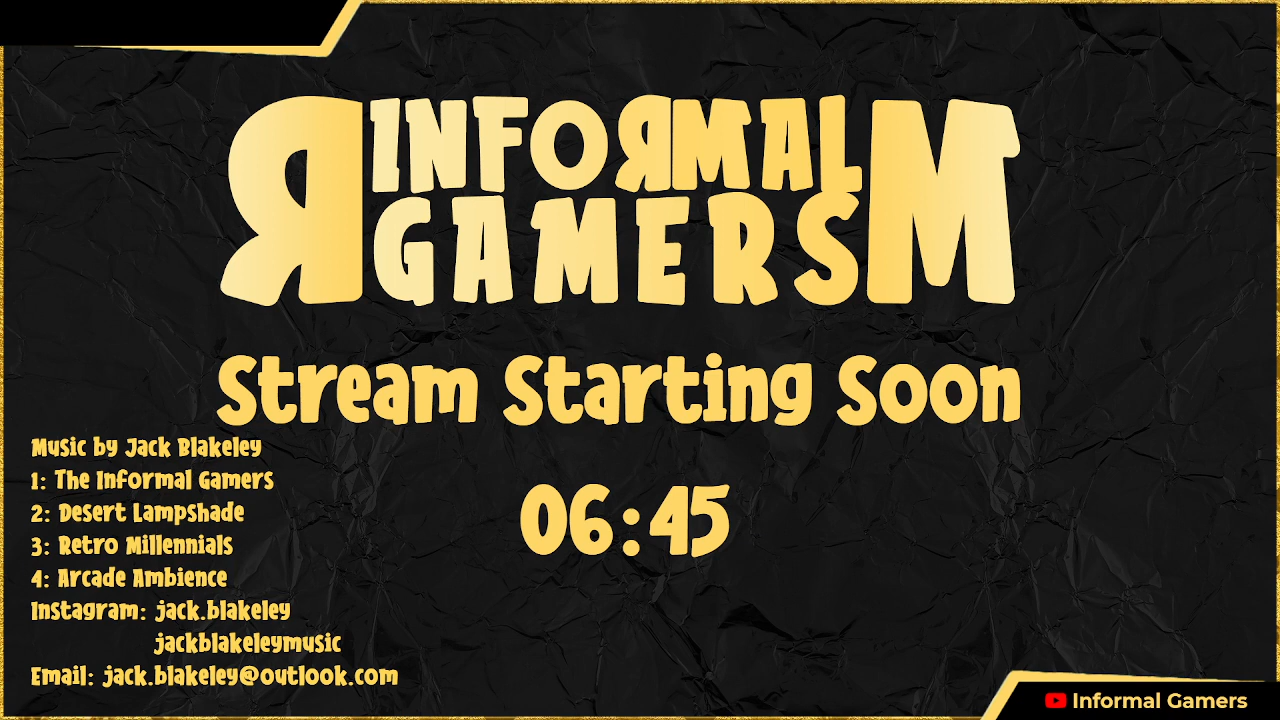 INFORMAL
GAMERS
Stream Starting Soon
06:45
Music by Jack Blakeley
1: The Informal Gamers
2: Desert Lampshade
3: Retro Millennials
4: Arcade Ambience
Instagram: jack.blakeley
jackblakeleymusic
Email: jack.blakeley@outlook.com
Informal Gamers